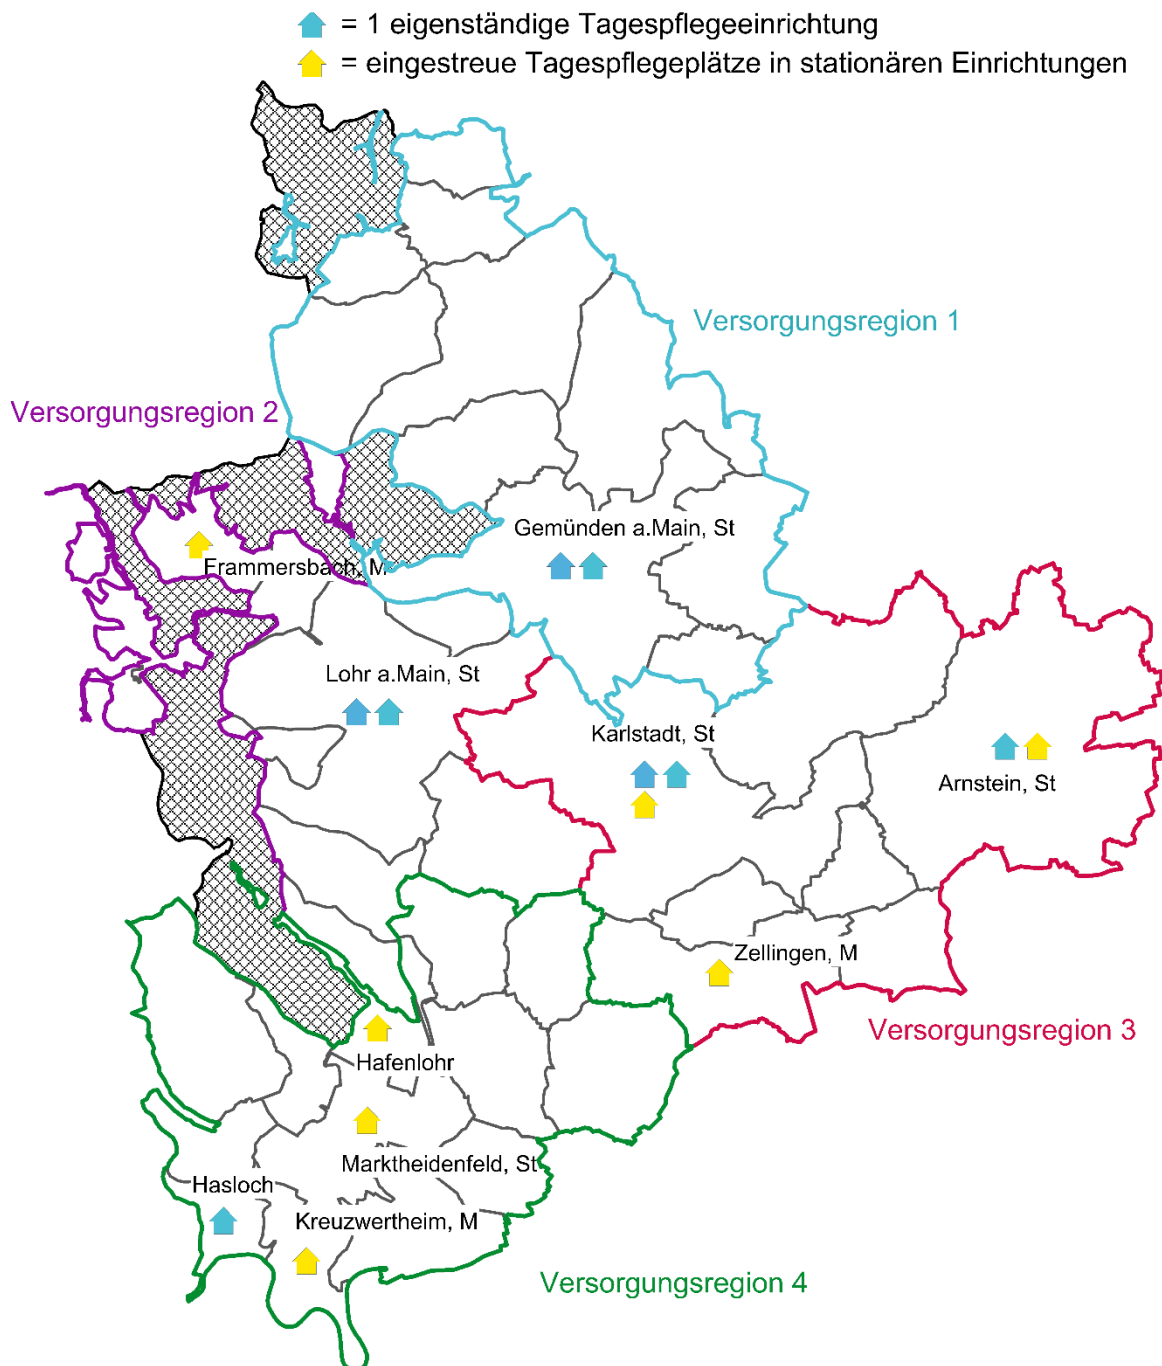 = 1 eigenständige Tagespflegeeinrichtung
= eingestreue Tagespflegeplätze in stationären Einrichtungen
Versorgungsregion 1
Versorgungsregion 2
Gemünden a.Main, St
Frammersbach, M
Lohr a.Main, St
Karlstadt, St
Arnstein, St
Zellingen, M
Versorgungsregion 3
Hafenlohr
Marktheidenfeld, St
Hasloch
Kreuzwertheim, M
Versorgungsregion 4